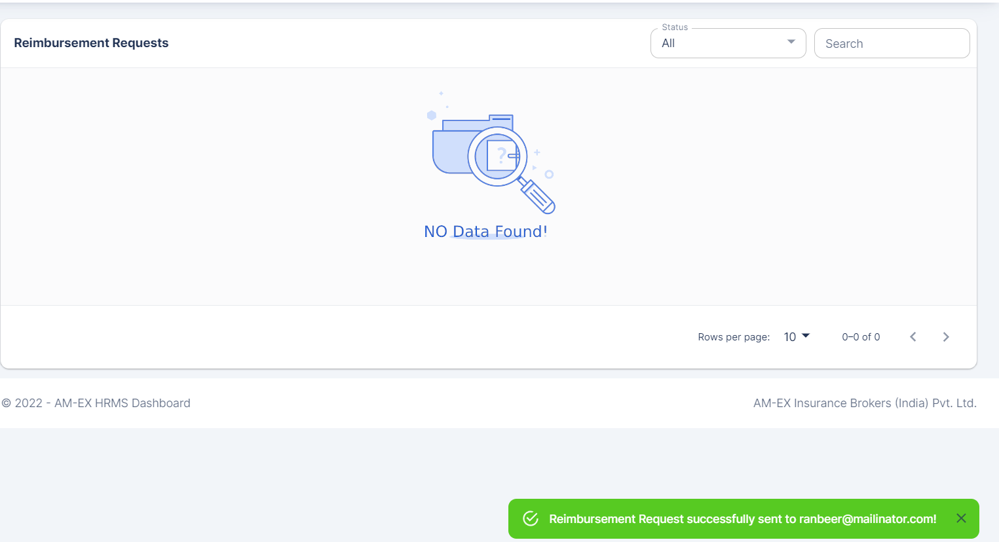 Reimbursement Requests
Status
All
Search
?
NO Data Found!
Rows per page: 10 0–0 of 0
© 2022 - AM-EX HRMS Dashboard
AM-EX Insurance Brokers (India) Pvt. Ltd.
Reimbursement Request successfully sent to ranbeer@mailinator.com!